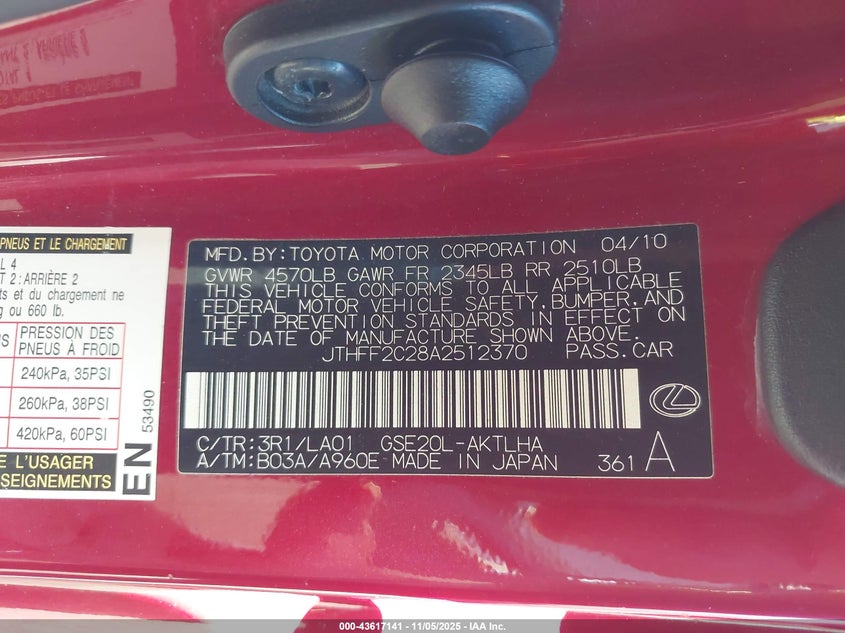 PNEUS ET LE CHARGEMENT
L 4
T 2 : ARRIÈRE 2
ts et du chargement ne
g ou 660 lb.
PRESSION DES
PNEUS À FROID
240kPa, 35PSI
260kPa, 38PSI
420kPa, 60PSI
E L'USAGER
SEIGNEMENTS
EN
53490
MFD. BY: TOYOTA MOTOR CORPORATION 04/10
GVWR 4570LB GAWR FR 2345LB RR 2510LB
THIS VEHICLE CONFORMS TO ALL APPLICABLE
FEDERAL MOTOR VEHICLE SAFETY, BUMPER, AND
THEFT PREVENTION STANDARDS IN EFFECT ON
THE DATE OF MANUFACTURE SHOWN ABOVE.
JTHFF2C28A2512370 PASS. CAR
C/TR: 3R1/LA01 GSE20L-AKTLHA
A/TM: B03A/A960E MADE IN JAPAN 361 A
000-43617141 - 11/05/2025 - IAA Inc.